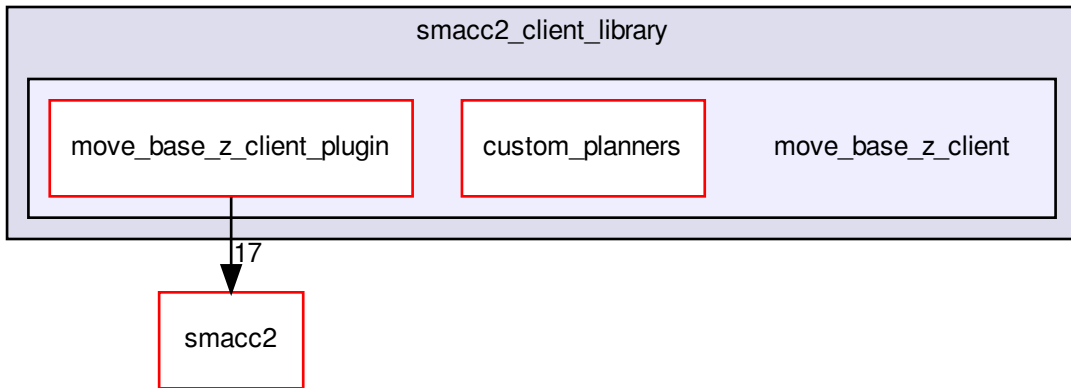 smacc2_client_library
move_base_z_client_plugin
custom_planners
move_base_z_client
17
smacc2